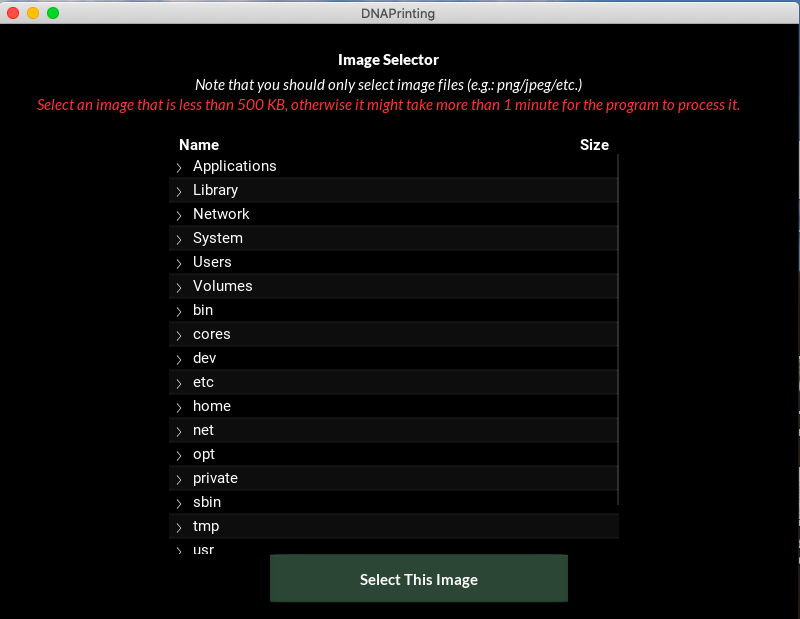 DNAPrinting
Image Selector
Note that you should only select image files (e.g.: png/jpeg/etc.)
Select an image that is less than 500 KB, otherwise it might take more than 1 minute for the program to process it.
Name Size
Applications
Library
Network
System
Users
Volumes
bin
cores
dev
etc
home
net
opt
private
sbin
tmp
usr
Select This Image